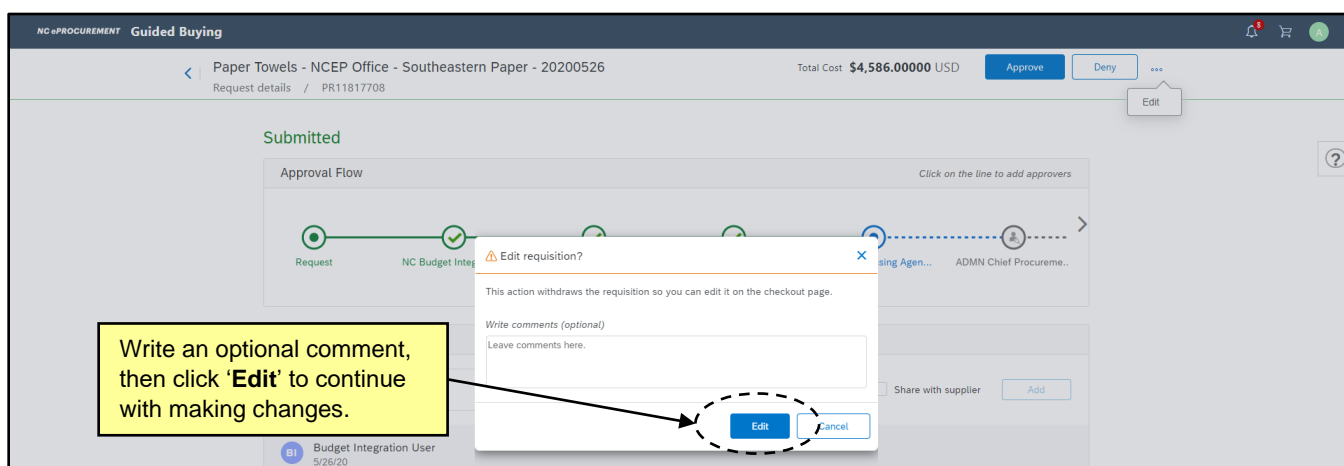 NC ePROCUREMENT Guided Buying
5
A
Paper Towels - NCEP Office - Southeastern Paper - 20200526
Total Cost $4,586.00000 USD
Approve
Deny
Request details / PR11817708
Edit
Submitted
?
Approval Flow
Click on the line to add approvers
Request
NC Budget Integ
sing Agen...
ADMN Chief Procureme..
Edit requisition?
This action withdraws the requisition so you can edit it on the checkout page.
Write comments (optional)
Leave comments here.
Write an optional comment,
then click ‘Edit’ to continue
with making changes.
Share with supplier
Add
Edit
Cancel
BI
Budget Integration User
5/26/20